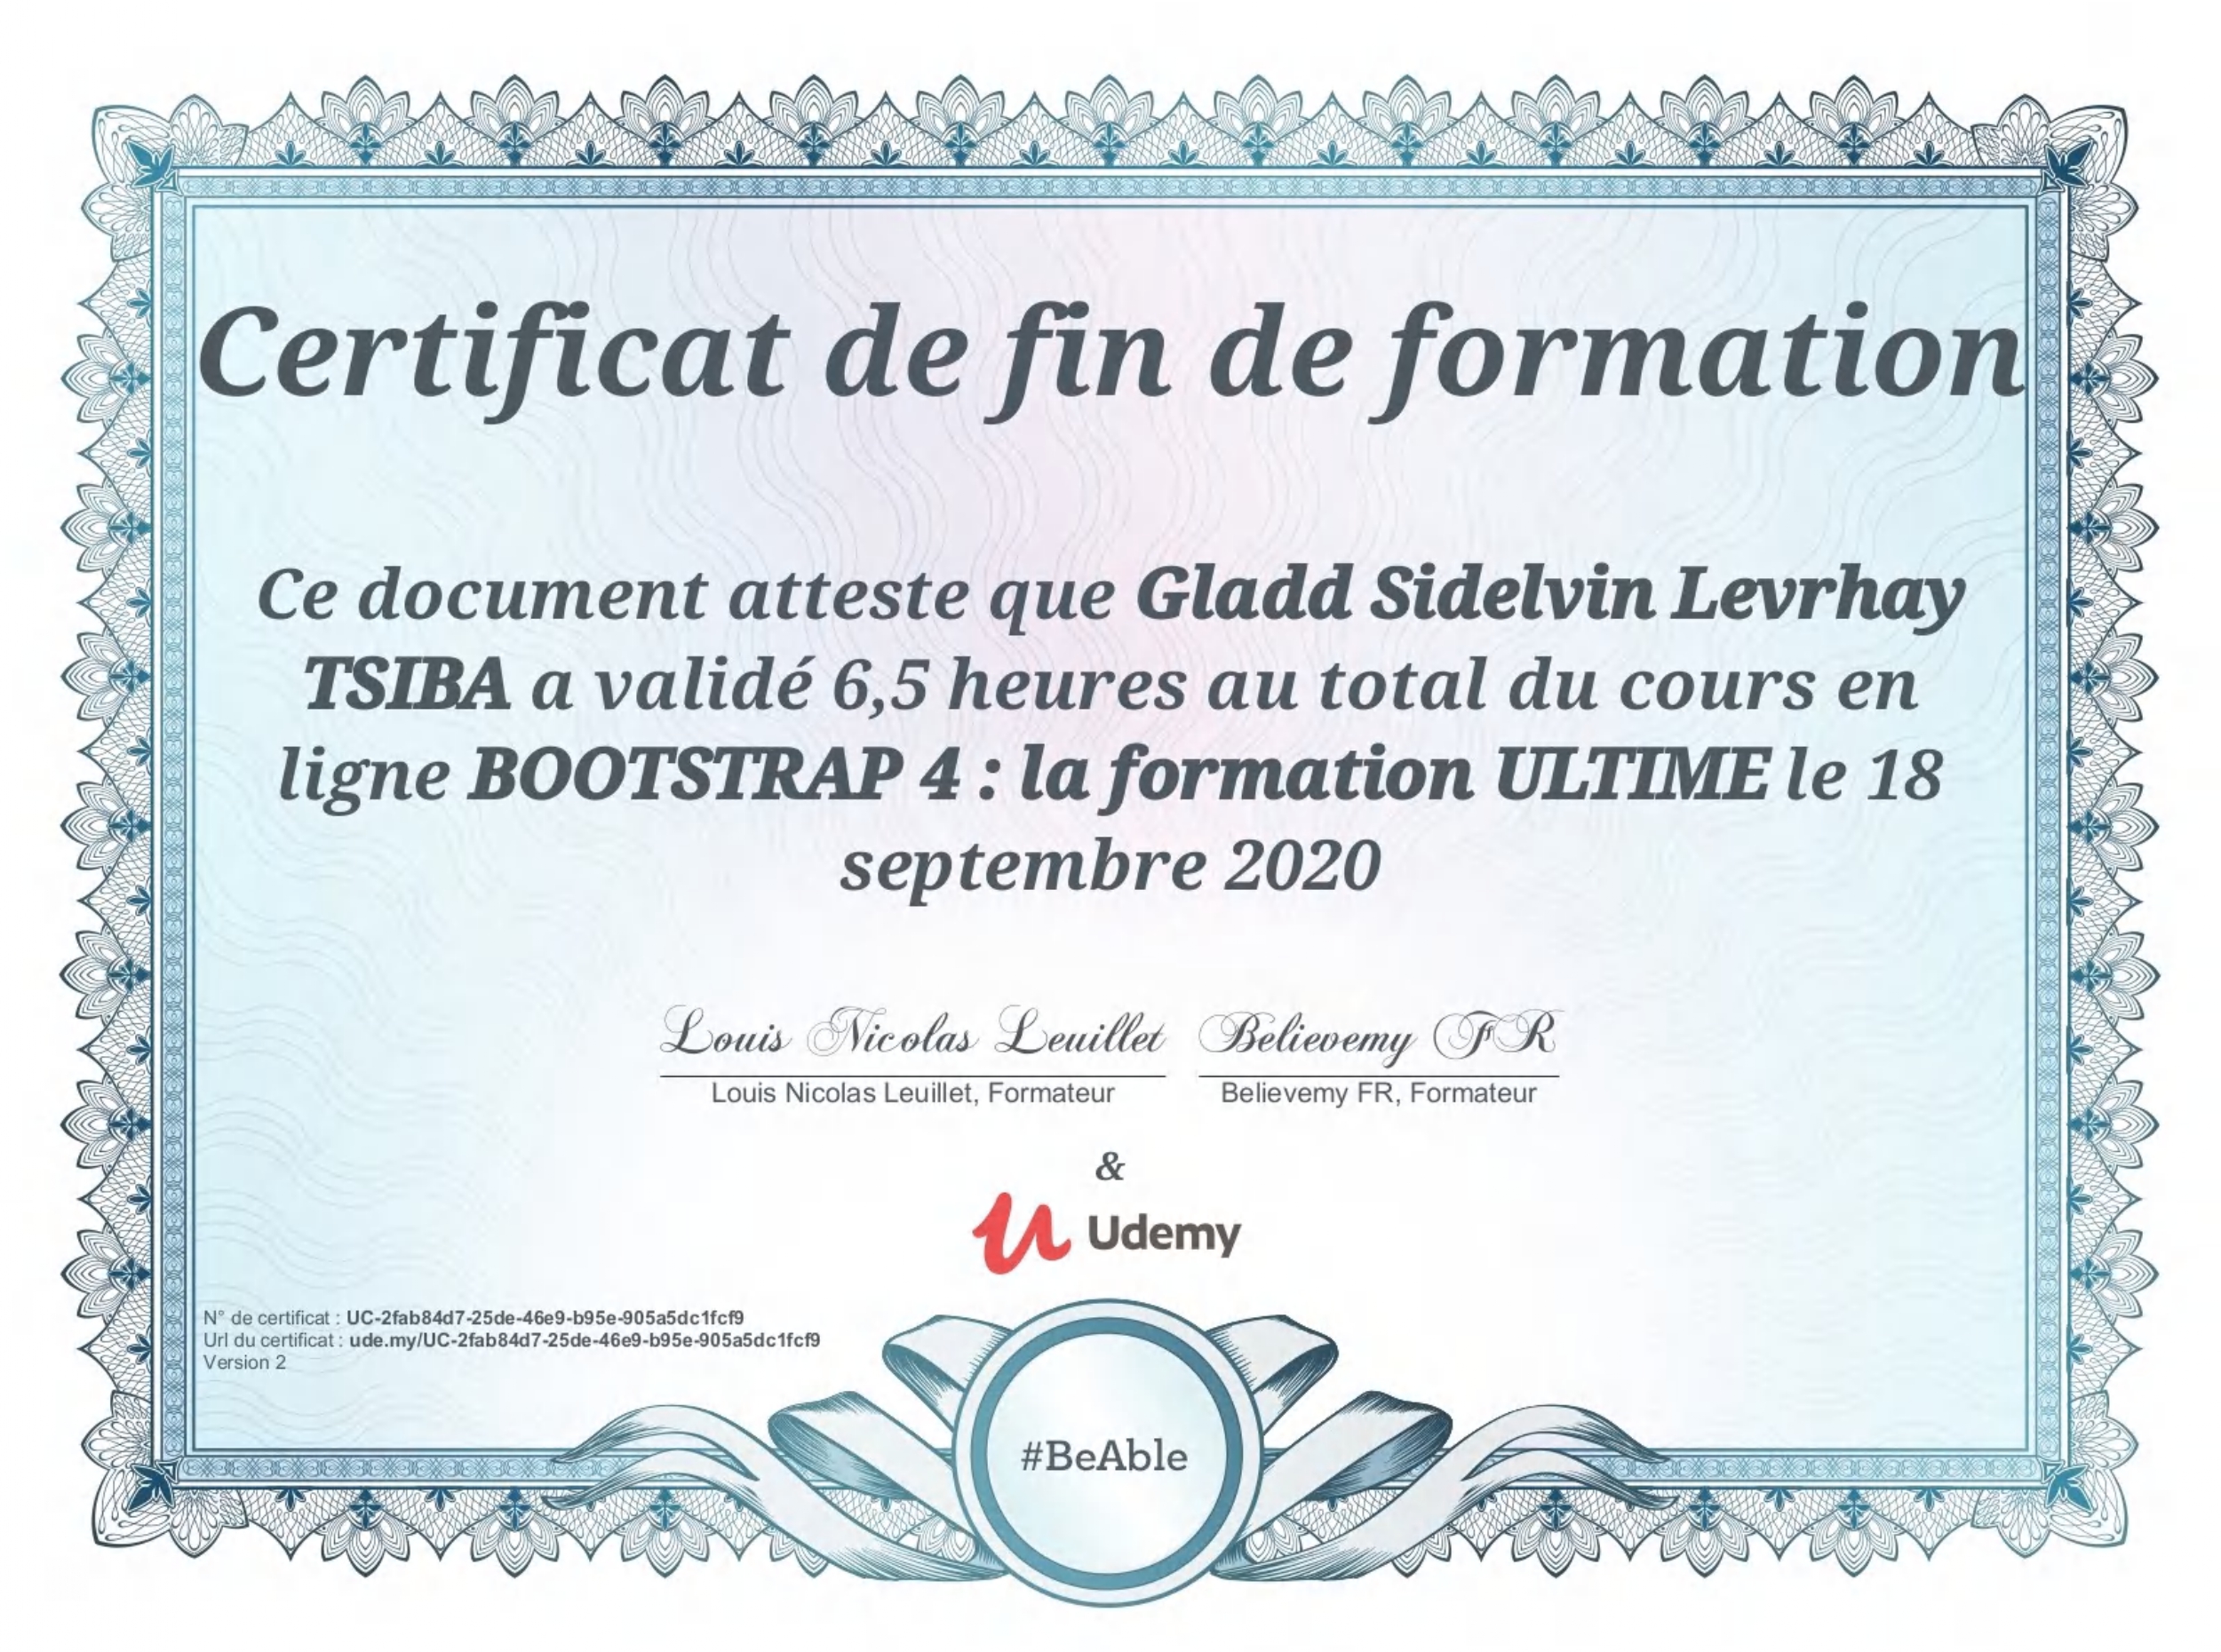 Certificat de fin de formation
Ce document atteste que Gladd Sidelvin Levrhay
TSIBA a validé 6,5 heures au total du cours en
ligne BOOTSTRAP 4 : la formation ULTIME le 18
septembre 2020
Louis Nicolas Leuillet
Believemy FR
Louis Nicolas Leuillet, Formateur
Believemy FR, Formateur
&
Udemy
N° de certificat : UC-2fab84d7-25de-46e9-b95e-905a5dc1fcf9
Url du certificat : ude.my/UC-2fab84d7-25de-46e9-b95e-905a5dc1fcf9
Version 2
#BeAble